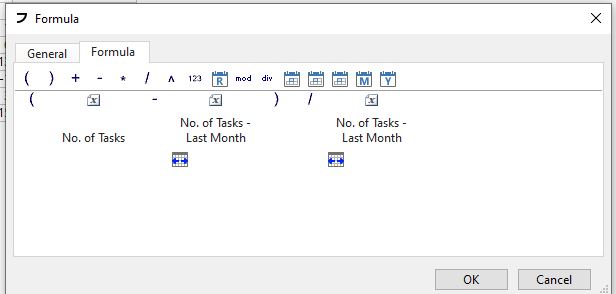 Formula
General Formula
( ) + - * / ^ 123 R mod div M Y
( x - x ) / x
No. of Tasks
No. of Tasks -
Last Month
No. of Tasks -
Last Month
OK Cancel